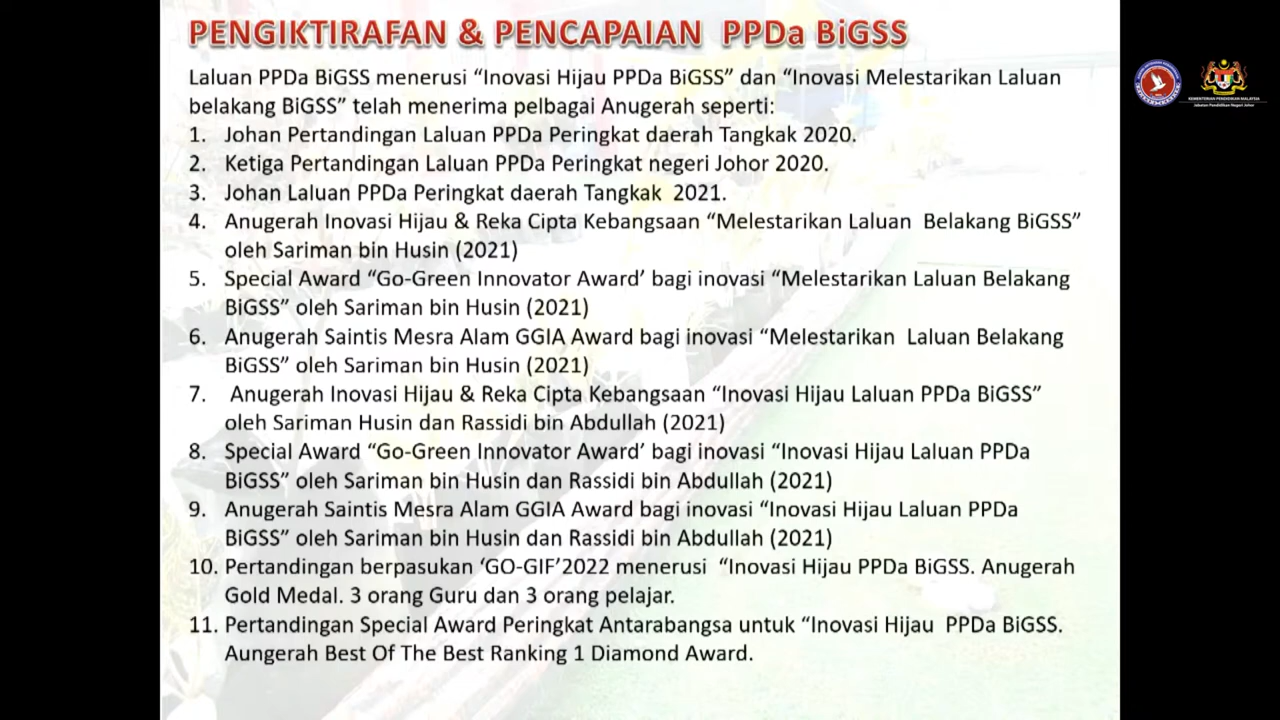 PENGIKTIRAFAN & PENCAPAIAN PPDa BiGSS
Laluan PPDa BiGSS menerusi “Inovasi Hijau PPDa BiGSS” dan “Inovasi Melestarikan Laluan
belakang BiGSS” telah menerima pelbagai Anugerah seperti:
1. Johan Pertandingan Laluan PPDa Peringkat daerah Tangkak 2020.
2. Ketiga Pertandingan Laluan PPDa Peringkat negeri Johor 2020.
3. Johan Laluan PPDa Peringkat daerah Tangkak 2021.
4. Anugerah Inovasi Hijau & Reka Cipta Kebangsaan “Melestarikan Laluan Belakang BiGSS”
oleh Sariman bin Husin (2021)
5. Special Award “Go-Green Innovator Award’ bagi inovasi “Melestarikan Laluan Belakang
BiGSS” oleh Sariman bin Husin (2021)
6. Anugerah Saintis Mesra Alam GGIA Award bagi inovasi “Melestarikan Laluan Belakang
BiGSS” oleh Sariman bin Husin (2021)
7. Anugerah Inovasi Hijau & Reka Cipta Kebangsaan “Inovasi Hijau Laluan PPDa BiGSS”
oleh Sariman Husin dan Rassidi bin Abdullah (2021)
8. Special Award “Go-Green Innovator Award’ bagi inovasi “Inovasi Hijau Laluan PPDa
BiGSS” oleh Sariman bin Husin dan Rassidi bin Abdullah (2021)
9. Anugerah Saintis Mesra Alam GGIA Award bagi inovasi “Inovasi Hijau Laluan PPDa
BiGSS” oleh Sariman bin Husin dan Rassidi bin Abdullah (2021)
10. Pertandingan berpasukan ‘GO-GIF’2022 menerusi “Inovasi Hijau PPDa BiGSS. Anugerah
Gold Medal. 3 orang Guru dan 3 orang pelajar.
11. Pertandingan Special Award Peringkat Antarabangsa untuk “Inovasi Hijau PPDa BiGSS.
Aungerah Best Of The Best Ranking 1 Diamond Award.
KEMENTERIAN PENDIDIKAN MALAYSIA
Jabatan Pendidikan Negeri Johor